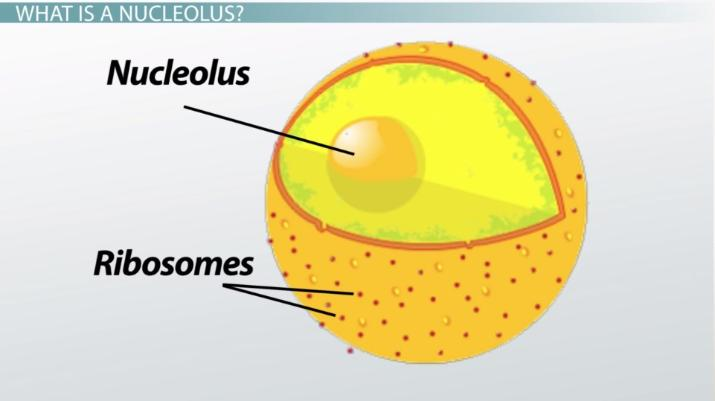 WHAT IS A NUCLEOLUS?
Nucleolus
Ribosomes